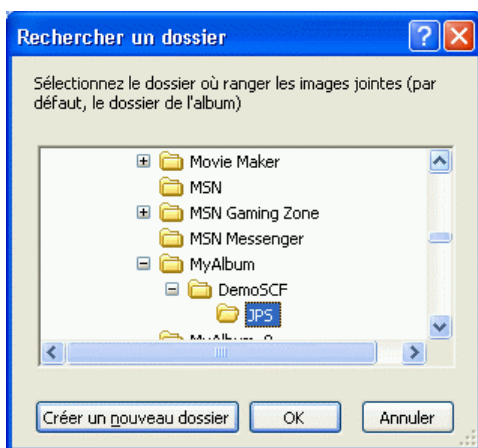 Rechercher un dossier
Sélectionnez le dossier où ranger les images jointes (par
défaut, le dossier de l'album)
Movie Maker
MSN
MSN Gaming Zone
MSN Messenger
MyAlbum
DemoSCF
JPS
Créer un nouveau dossier
OK
Annuler